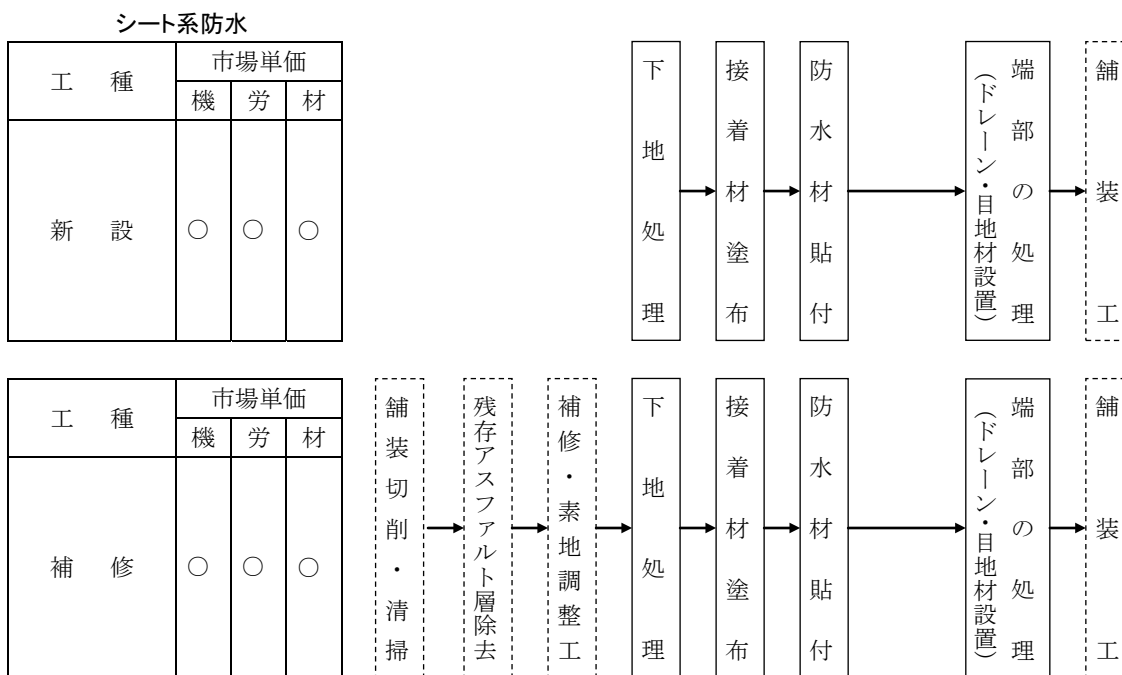 シート系防水
工 種
市場単価
機 労 材
新 設
○ ○ ○
下地処理
接着材塗布
防水材貼付
端部の処理
(ドレーン・目地材設置)
舗装工
工 種
市場単価
機 労 材
補 修
○ ○ ○
舗装切削・清掃
残存アスファルト層除去
補修・素地調整工
下地処理
接着材塗布
防水材貼付
端部の処理
(ドレーン・目地材設置)
舗装工